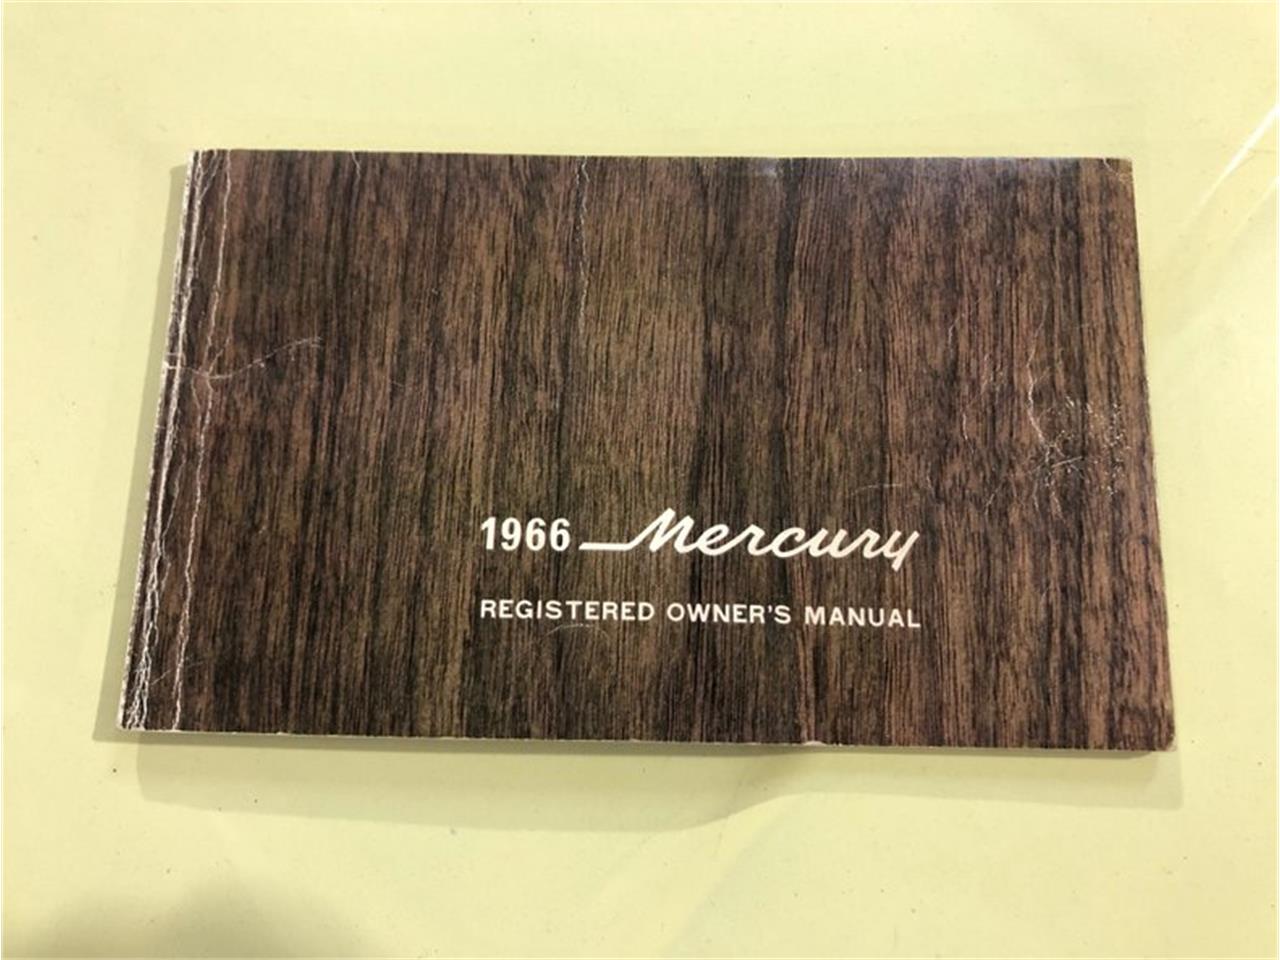 1966 Mercury
REGISTERED OWNER'S MANUAL